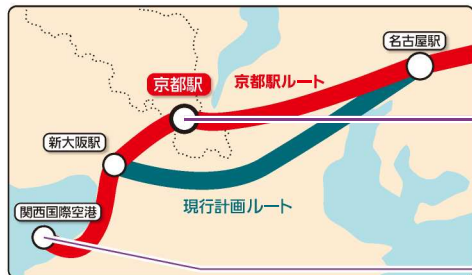 名古屋駅
京都駅
京都駅ルート
新大阪駅
現行計画ルート
関西国際空港